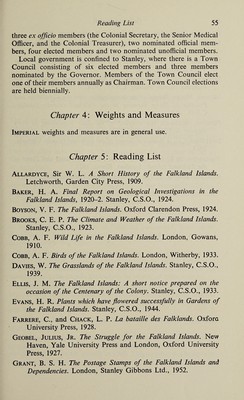 Reading List 55
three ex officio members (the Colonial Secretary, the Senior Medical
Officer, and the Colonial Treasurer), two nominated official mem-
bers, four elected members and two nominated unofficial members.
Local government is confined to Stanley, where there is a Town
Council consisting of six elected members and three members
nominated by the Governor. Members of the Town Council elect
one of their members annually as Chairman. Town Council elections
are held biennially.
Chapter 4: Weights and Measures
IMPERIAL weights and measures are in general use.
Chapter 5: Reading List
ALLARDYCE, Sir W. L. A Short History of the Falkland Islands.
Letchworth, Garden City Press, 1909.
BAKER, H. A. Final Report on Geological Investigations in the
Falkland Islands, 1920–2. Stanley, C.S.O., 1924.
BOYSON, V. F. The Falkland Islands. Oxford Clarendon Press, 1924.
BROOKS, C. E. P. The Climate and Weather of the Falkland Islands.
Stanley, C.S.O., 1923.
COBB, A. F. Wild Life in the Falkland Islands. London, Gowans,
1910.
COBB, A. F. Birds of the Falkland Islands. London, Witherby, 1933.
DAVIES, W. The Grasslands of the Falkland Islands. Stanley, C.S.O.,
1939.
ELLIS, J. M. The Falkland Islands: A short notice prepared on the
occasion of the Centenary of the Colony. Stanley, C.S.O., 1933.
EVANS, H. R. Plants which have flowered successfully in Gardens of
the Falkland Islands. Stanley, C.S.O., 1944.
FARRERE, C., and CHACK, L. P. La bataille des Falklands. Oxford
University Press, 1928.
GEOBEL, JULIUS, Jr. The Struggle for the Falkland Islands. New
Haven, Yale University Press and London, Oxford University
Press, 1927.
GRANT, B. S. H. The Postage Stamps of the Falkland Islands and
Dependencies. London, Stanley Gibbons Ltd., 1952.